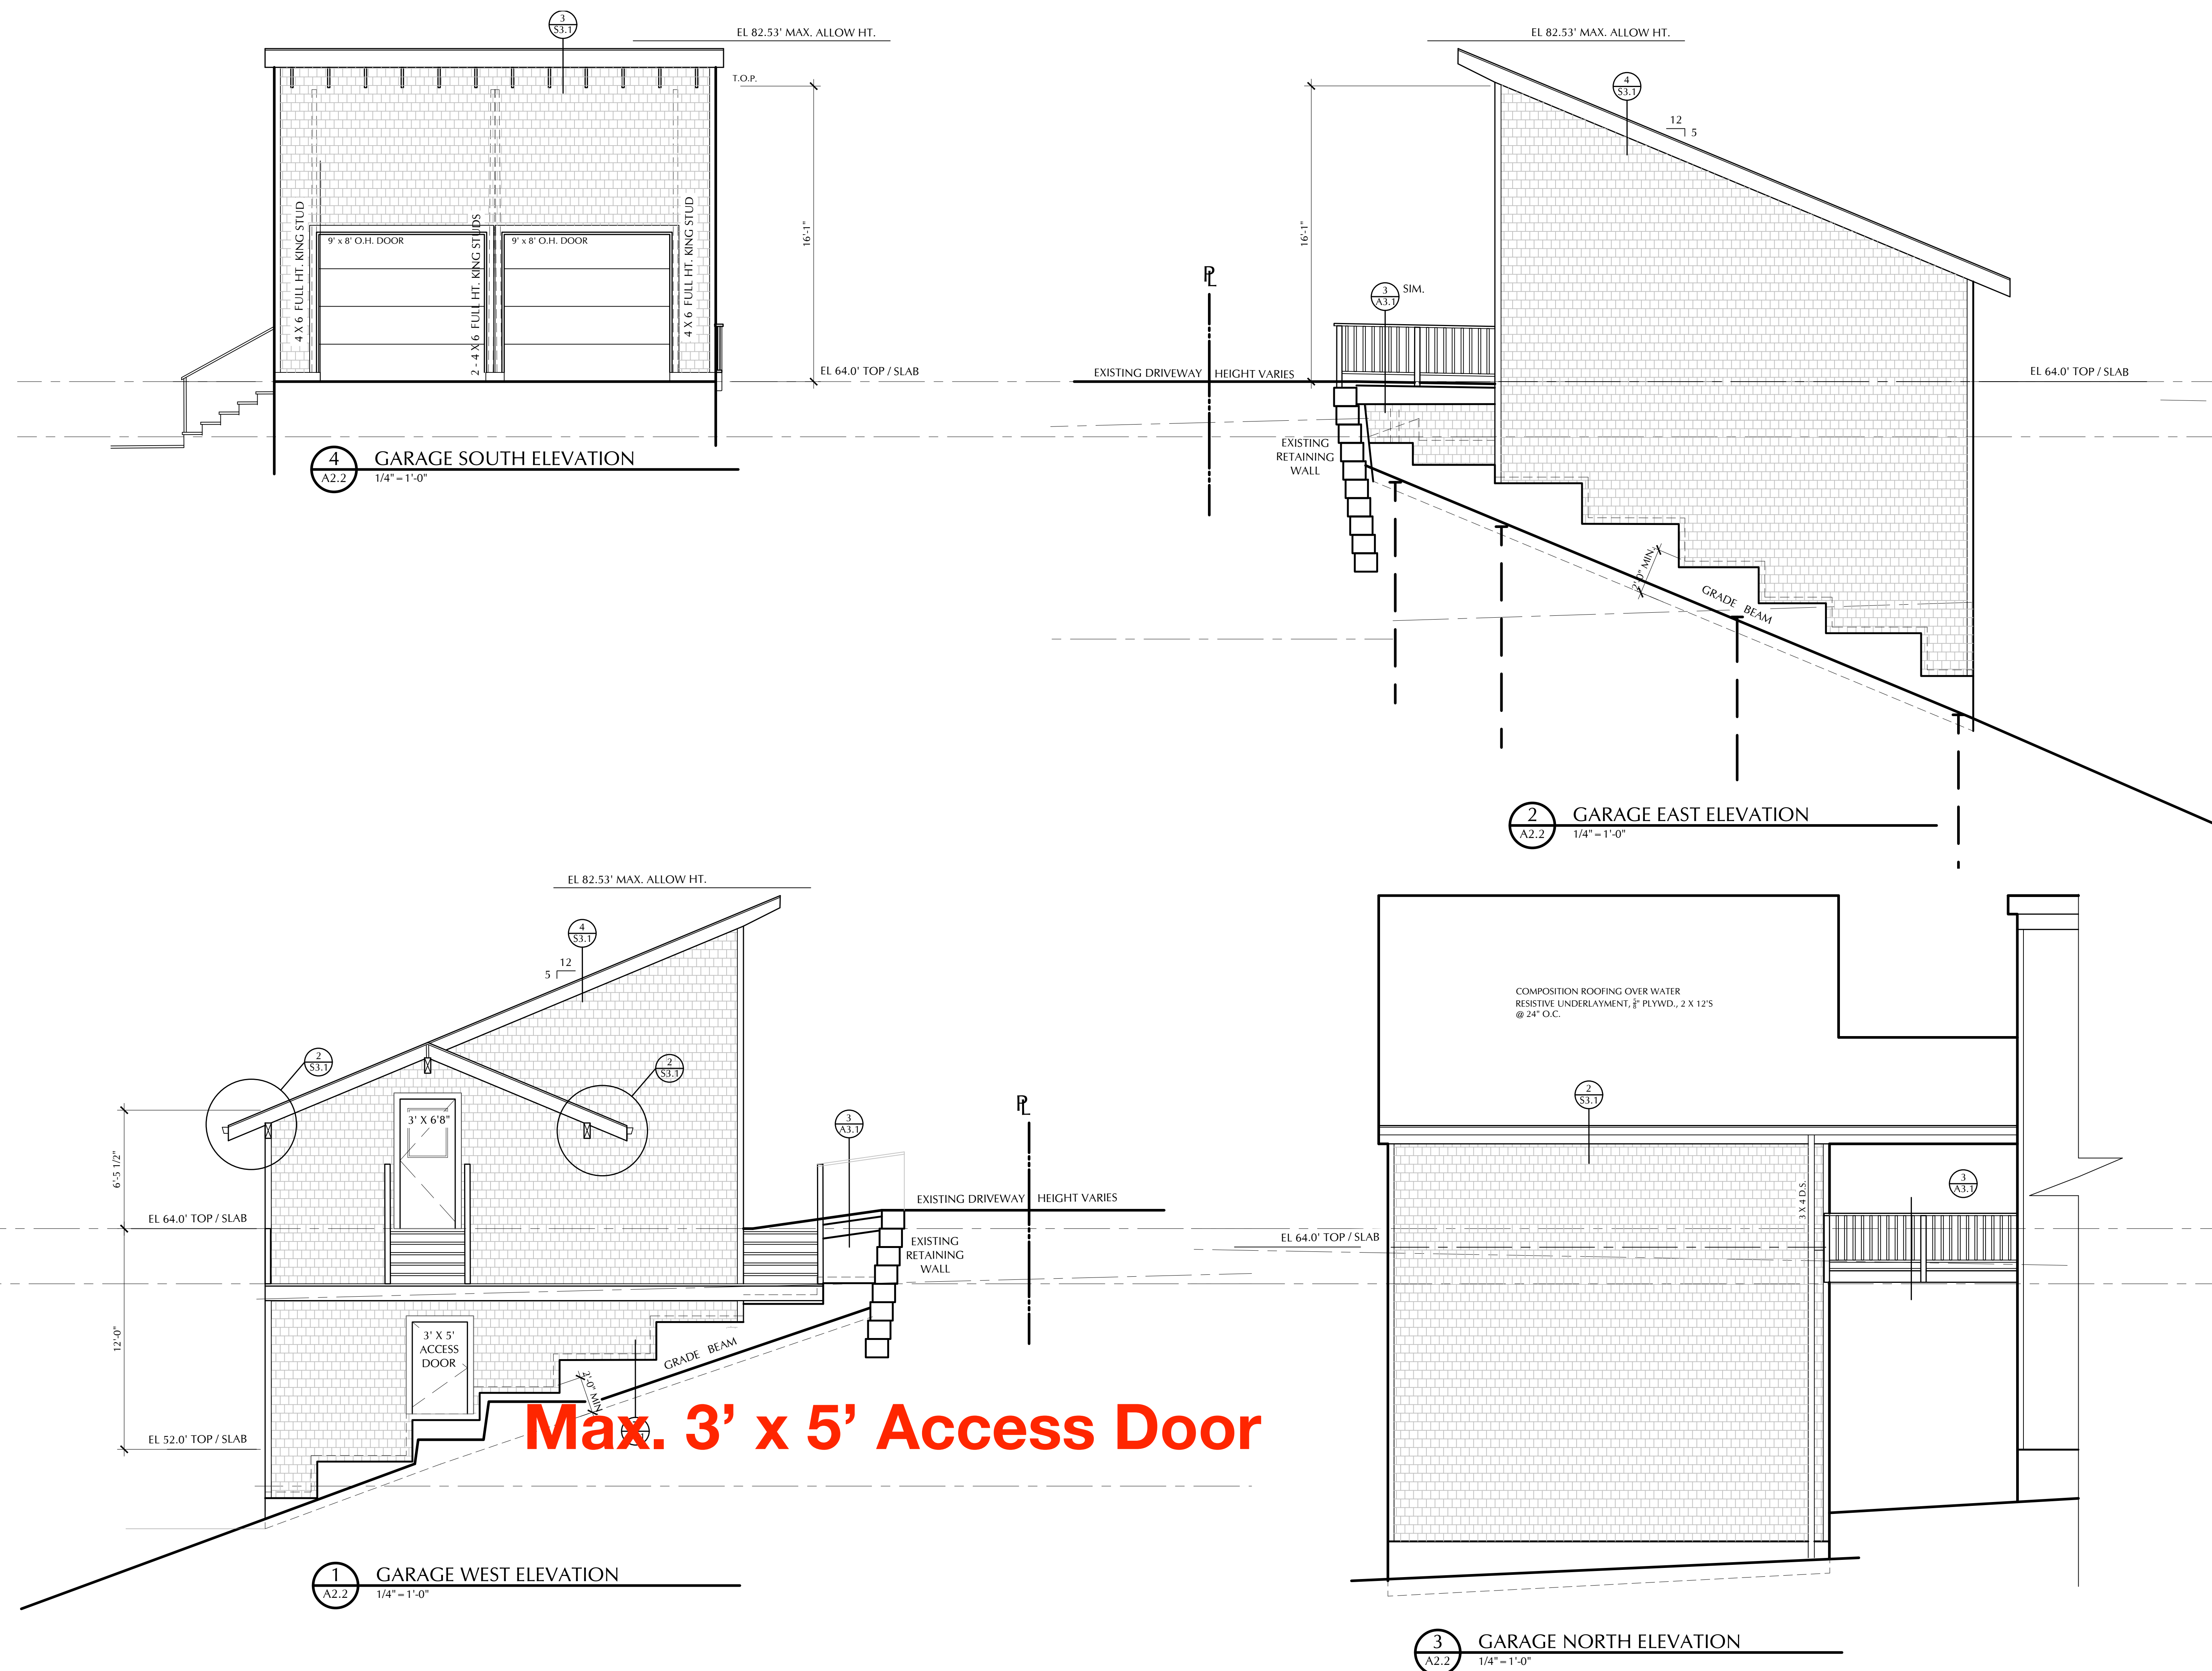 3
S3.1
EL 82.53' MAX. ALLOW HT.
T.O.P.
16'-1"
4 X 6 FULL HT. KING STUD
2 - 4 X 6 FULL HT. KING STUDS
4 X 6 FULL HT. KING STUD
9' x 8' O.H. DOOR
9' x 8' O.H. DOOR
EL 64.0' TOP / SLAB
4
A2.2
GARAGE SOUTH ELEVATION
1/4" = 1'-0"
EL 82.53' MAX. ALLOW HT.
4
S3.1
12
5
16'-1"
PL
3
A3.1
SIM.
EXISTING DRIVEWAY
HEIGHT VARIES
EL 64.0' TOP / SLAB
EXISTING
RETAINING
WALL
2'-0" MIN.
GRADE BEAM
2
A2.2
GARAGE EAST ELEVATION
1/4" = 1'-0"
EL 82.53' MAX. ALLOW HT.
4
S3.1
12
5
2
S3.1
2
S3.1
3' X 6'8"
6'-5 1/2"
3
A3.1
PL
EXISTING DRIVEWAY
HEIGHT VARIES
EL 64.0' TOP / SLAB
EXISTING
RETAINING
WALL
12'-0"
3' X 5'
ACCESS
DOOR
GRADE BEAM
2'-0" MIN.
Max. 3’ x 5’ Access Door
EL 52.0' TOP / SLAB
1
A2.2
GARAGE WEST ELEVATION
1/4" = 1'-0"
COMPOSITION ROOFING OVER WATER
RESISTIVE UNDERLAYMENT, 5/8" PLYWD., 2 X 12'S
@ 24" O.C.
2
S3.1
3 X 4 D.S.
3
A3.1
EL 64.0' TOP / SLAB
3
A2.2
GARAGE NORTH ELEVATION
1/4" = 1'-0"